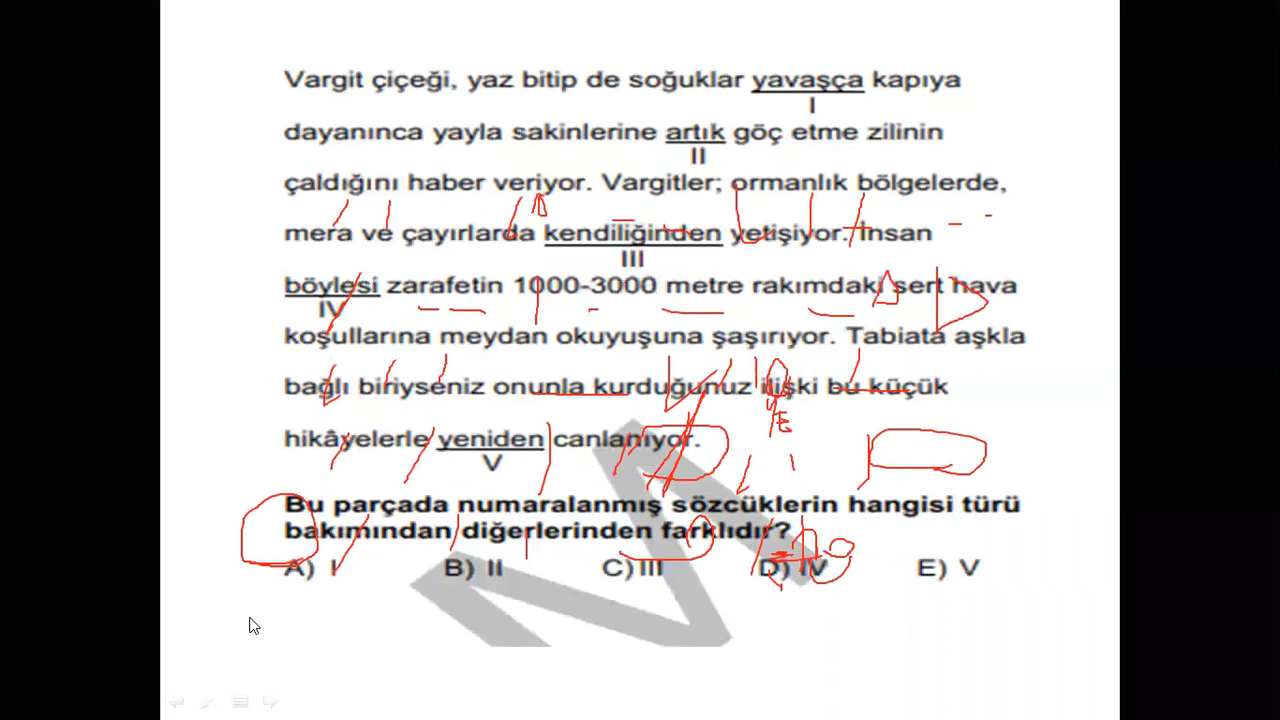 Vargit çiçeği, yaz bitip de soğuklar yavaşça kapıya
I
dayanınca yayla sakinlerine artık göç etme zilinin
II
çaldığını haber veriyor. Vargitler; ormanlık bölgelerde,
mera ve çayırlarda kendiliğinden yetişiyor. İnsan
III
böylesi zarafetin 1000-3000 metre rakımdaki sert hava
IV
koşullarına meydan okuyuşuna şaşırıyor. Tabiata aşkla
bağlı biriyseniz onunla kurduğunuz ilişki bu küçük
hikâyelerle yeniden canlanıyor.
V
Bu parçada numaralanmış sözcüklerin hangisi türü
bakımından diğerlerinden farklıdır?
A) I B) II C) III D) IV E) V